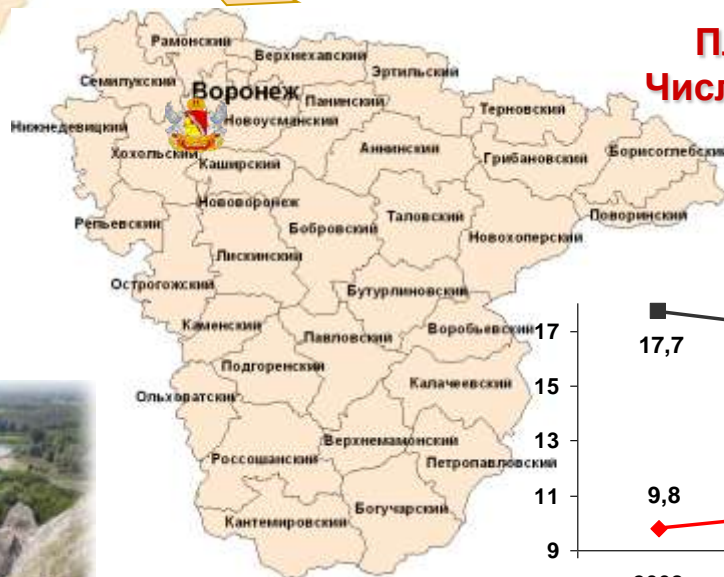 Рамонский
Верхнехавский
Эртильский
Семилукский
Воронеж
Панинский
Терновский
Новоусманский
Нижнедевицкий
Хохольский
Каширский
Аннинский
Грибановский
Борисоглебский
Нововоронеж
Репьевский
Бобровский
Таловский
Поворинский
Новохоперский
Лискинский
Острогожский
Бутурлиновский
Каменский
Павловский
Воробьевский
Подгоренский
Калачеевский
Ольховатский
Верхнемамонский
Россошанский
Петропавловский
Богучарский
Кантемировский
17
17,7
15
13
11
9,8
9